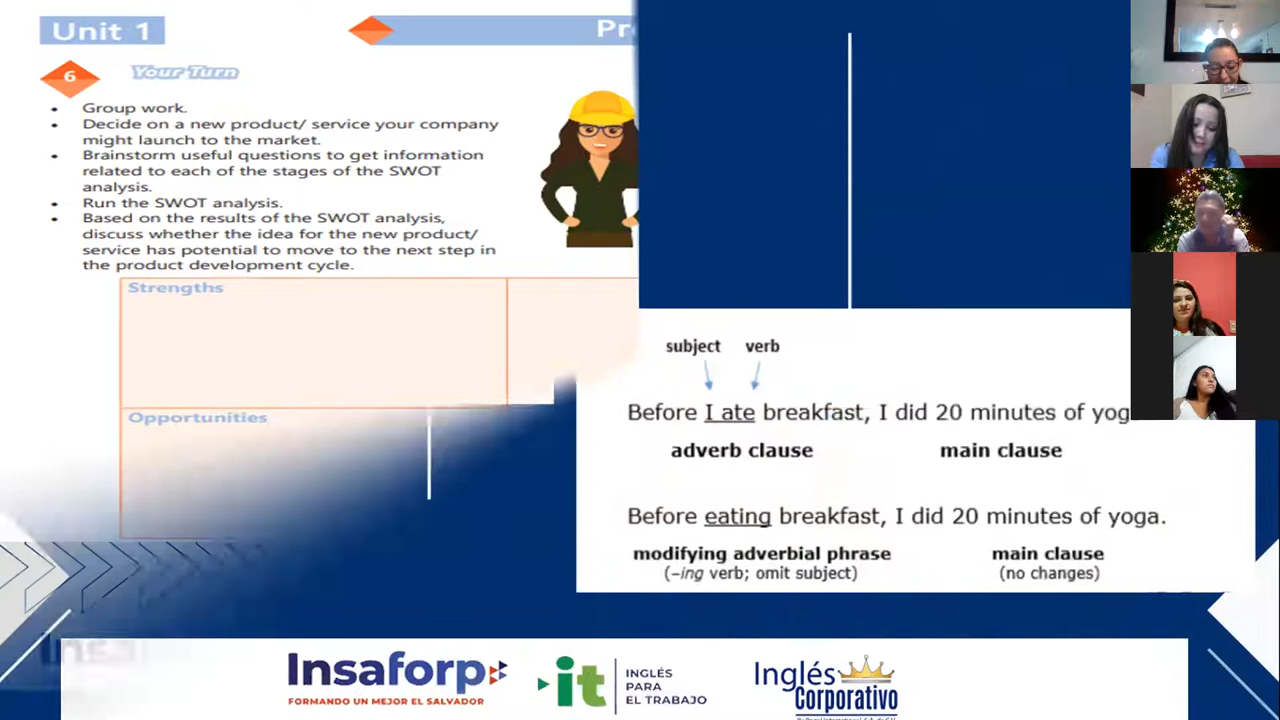 Unit 1
6
Your Turn
Group work.
Decide on a new product/ service your company
might launch to the market.
Brainstorm useful questions to get information
related to each of the stages of the SWOT
analysis.
Run the SWOT analysis.
Based on the results of the SWOT analysis,
discuss whether the idea for the new product/
service has potential to move to the next step in
the product development cycle.
Strengths
Opportunities
subject verb
Before I ate breakfast, I did 20 minutes of yog
adverb clause main clause
Before eating breakfast, I did 20 minutes of yoga.
modifying adverbial phrase main clause
(–ing verb; omit subject) (no changes)
Insaforp
FORMANDO UN MEJOR EL SALVADOR
it
INGLÉS
PARA
EL TRABAJO
Inglés
Corporativo